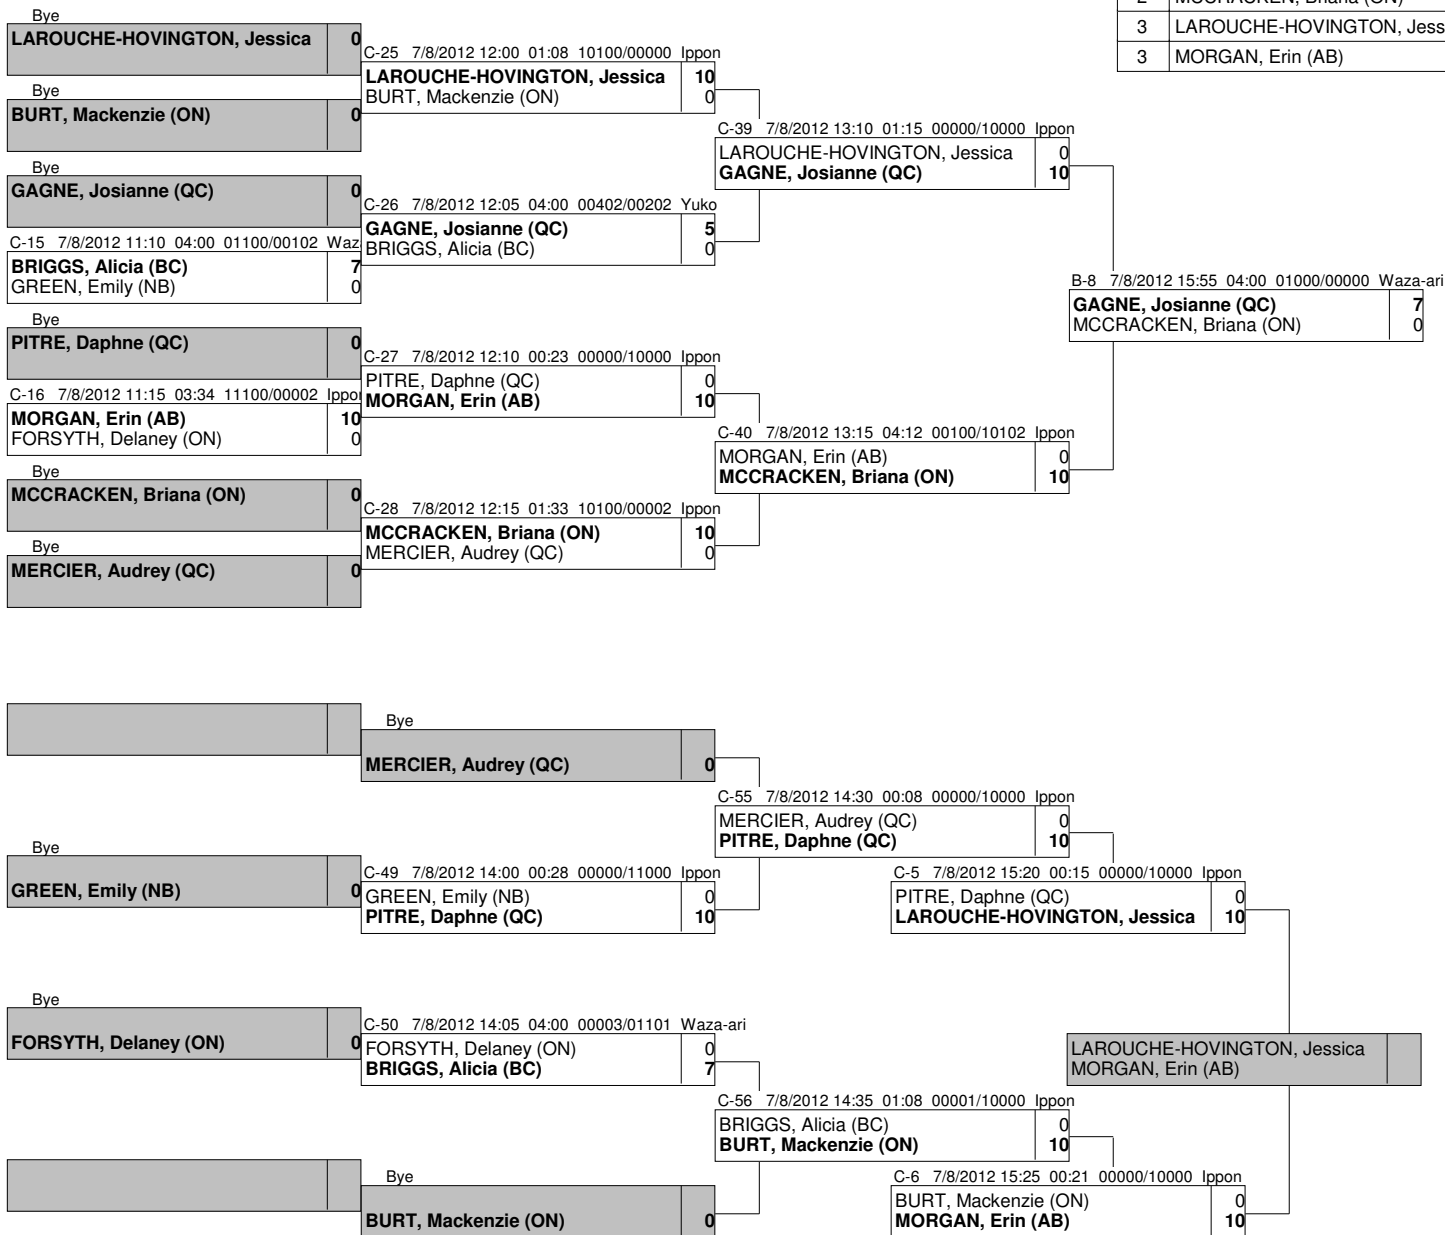 2 MCCRACKEN, Briana (ON)
3 LAROUCHE-HOVINGTON, Jess
3 MORGAN, Erin (AB)
Bye
LAROUCHE-HOVINGTON, Jessica 0
Bye
BURT, Mackenzie (ON) 0
Bye
GAGNE, Josianne (QC) 0
C-15 7/8/2012 11:10 04:00 01100/00102 Waz
BRIGGS, Alicia (BC) 7
GREEN, Emily (NB) 0
Bye
PITRE, Daphne (QC) 0
C-16 7/8/2012 11:15 03:34 11100/00002 Ippon
MORGAN, Erin (AB) 10
FORSYTH, Delaney (ON) 0
Bye
MCCRACKEN, Briana (ON) 0
Bye
MERCIER, Audrey (QC) 0
C-25 7/8/2012 12:00 01:08 10100/00000 Ippon
LAROUCHE-HOVINGTON, Jessica 10
BURT, Mackenzie (ON) 0
C-26 7/8/2012 12:05 04:00 00402/00202 Yuko
GAGNE, Josianne (QC) 5
BRIGGS, Alicia (BC) 0
C-27 7/8/2012 12:10 00:23 00000/10000 Ippon
PITRE, Daphne (QC) 0
MORGAN, Erin (AB) 10
C-28 7/8/2012 12:15 01:33 10100/00002 Ippon
MCCRACKEN, Briana (ON) 10
MERCIER, Audrey (QC) 0
C-39 7/8/2012 13:10 01:15 00000/10000 Ippon
LAROUCHE-HOVINGTON, Jessica 0
GAGNE, Josianne (QC) 10
C-40 7/8/2012 13:15 04:12 00100/10102 Ippon
MORGAN, Erin (AB) 0
MCCRACKEN, Briana (ON) 10
B-8 7/8/2012 15:55 04:00 01000/00000 Waza-ari
GAGNE, Josianne (QC) 7
MCCRACKEN, Briana (ON) 0
Bye
GREEN, Emily (NB) 0
Bye
FORSYTH, Delaney (ON) 0
Bye
MERCIER, Audrey (QC) 0
C-49 7/8/2012 14:00 00:28 00000/11000 Ippon
GREEN, Emily (NB) 0
PITRE, Daphne (QC) 10
C-50 7/8/2012 14:05 04:00 00003/01101 Waza-ari
FORSYTH, Delaney (ON) 0
BRIGGS, Alicia (BC) 7
Bye
BURT, Mackenzie (ON) 0
C-55 7/8/2012 14:30 00:08 00000/10000 Ippon
MERCIER, Audrey (QC) 0
PITRE, Daphne (QC) 10
C-56 7/8/2012 14:35 01:08 00001/10000 Ippon
BRIGGS, Alicia (BC) 0
BURT, Mackenzie (ON) 10
C-5 7/8/2012 15:20 00:15 00000/10000 Ippon
PITRE, Daphne (QC) 0
LAROUCHE-HOVINGTON, Jessica 10
C-6 7/8/2012 15:25 00:21 00000/10000 Ippon
BURT, Mackenzie (ON) 0
MORGAN, Erin (AB) 10
LAROUCHE-HOVINGTON, Jessica
MORGAN, Erin (AB)